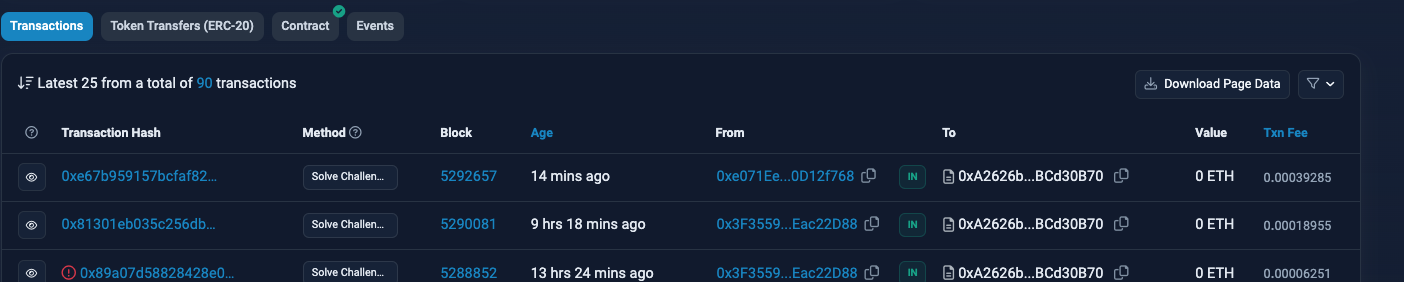 Transactions Token Transfers (ERC-20) Contract Events
Latest 25 from a total of 90 transactions Download Page Data
Transaction Hash Method Block Age From To Value Txn Fee
0xe67b959157bcfaf82... Solve Challen... 5292657 14 mins ago 0xe071Ee...0D12f768 IN 0xA2626b...BCd30B70 0 ETH 0.00039285
0x81301eb035c256db... Solve Challen... 5290081 9 hrs 18 mins ago 0x3F3559...Eac22D88 IN 0xA2626b...BCd30B70 0 ETH 0.00018955
0x89a07d58828428e0... Solve Challen... 5288852 13 hrs 24 mins ago 0x3F3559...Eac22D88 IN 0xA2626b...BCd30B70 0 ETH 0.00006251